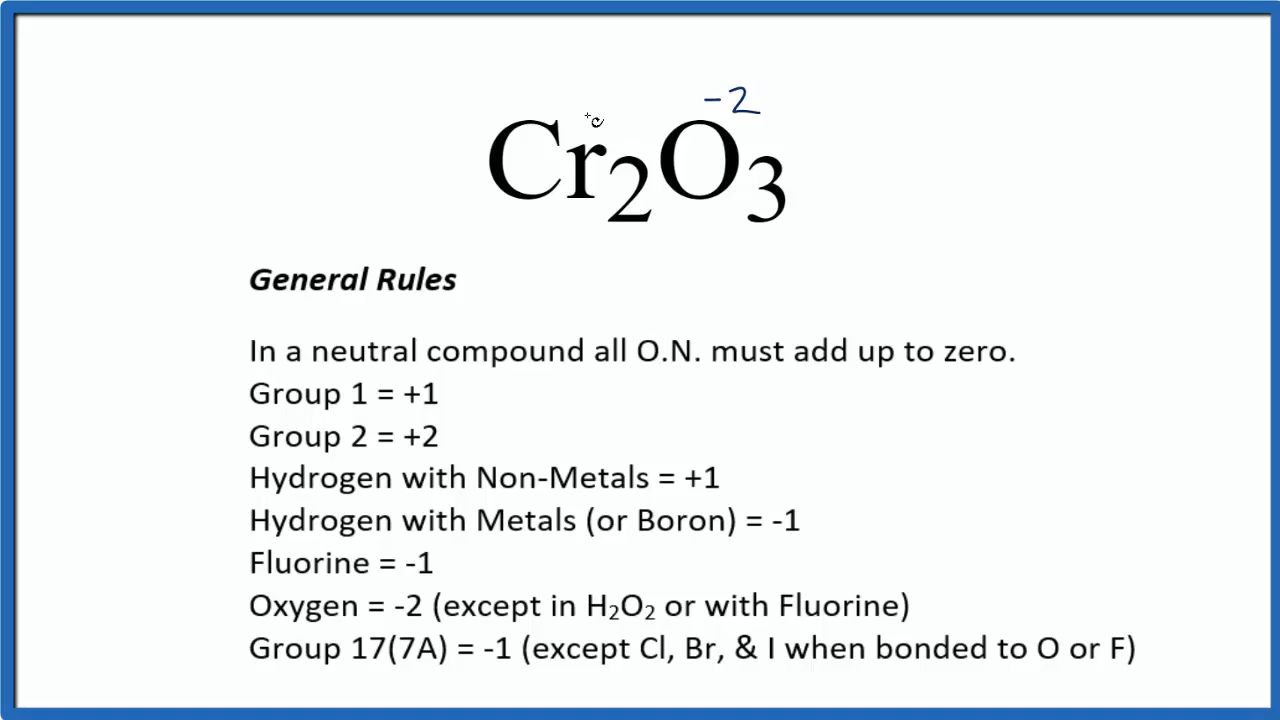 -2
Cr₂O₃
General Rules
In a neutral compound all O.N. must add up to zero.
Group 1 = +1
Group 2 = +2
Hydrogen with Non-Metals = +1
Hydrogen with Metals (or Boron) = -1
Fluorine = -1
Oxygen = -2 (except in H₂O₂ or with Fluorine)
Group 17(7A) = -1 (except Cl, Br, & I when bonded to O or F)